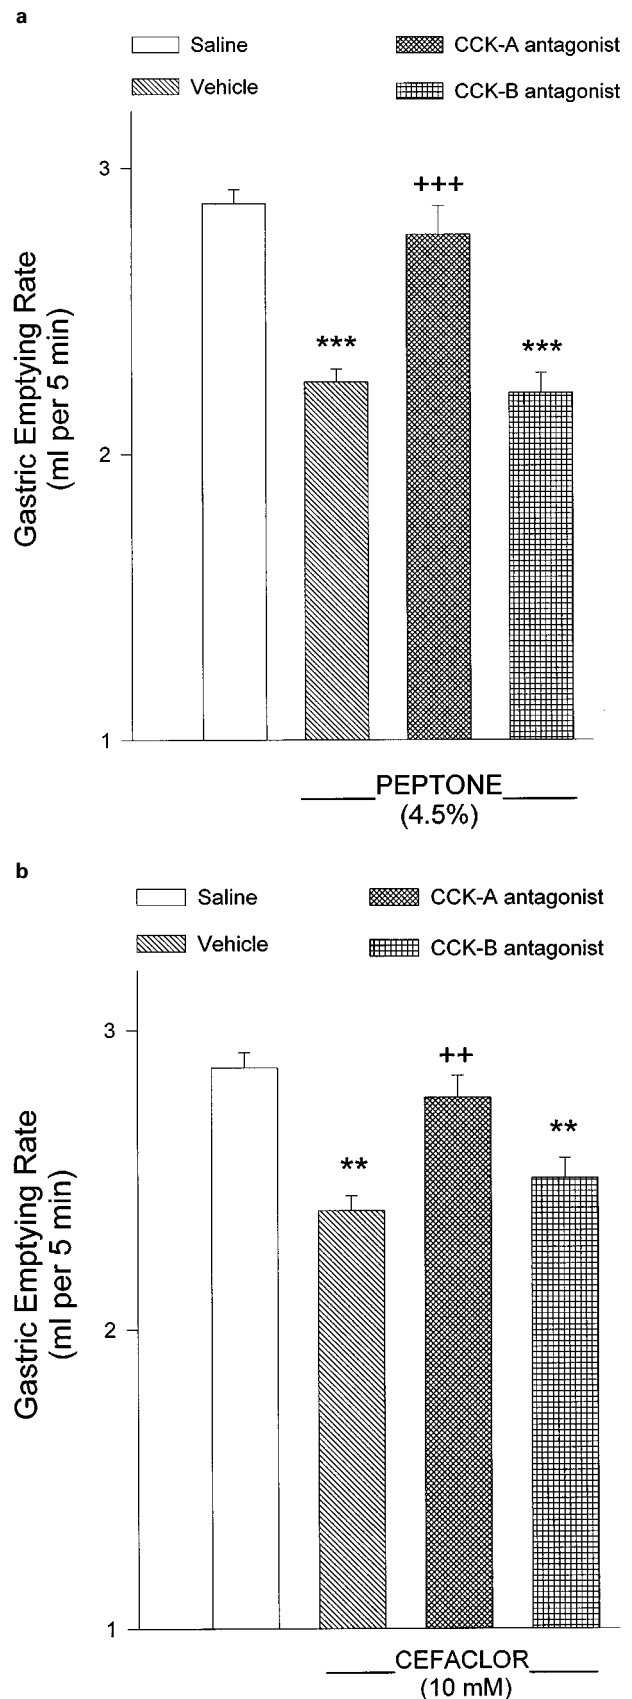 a
Saline
CCK-A antagonist
Vehicle
CCK-B antagonist
3
2
1
Gastric Emptying Rate
(ml per 5 min)
***
+++
***
PEPTONE
(4.5%)
b
Saline
CCK-A antagonist
Vehicle
CCK-B antagonist
3
2
1
Gastric Emptying Rate
(ml per 5 min)
**
++
**
CEFACLOR
(10 mM)